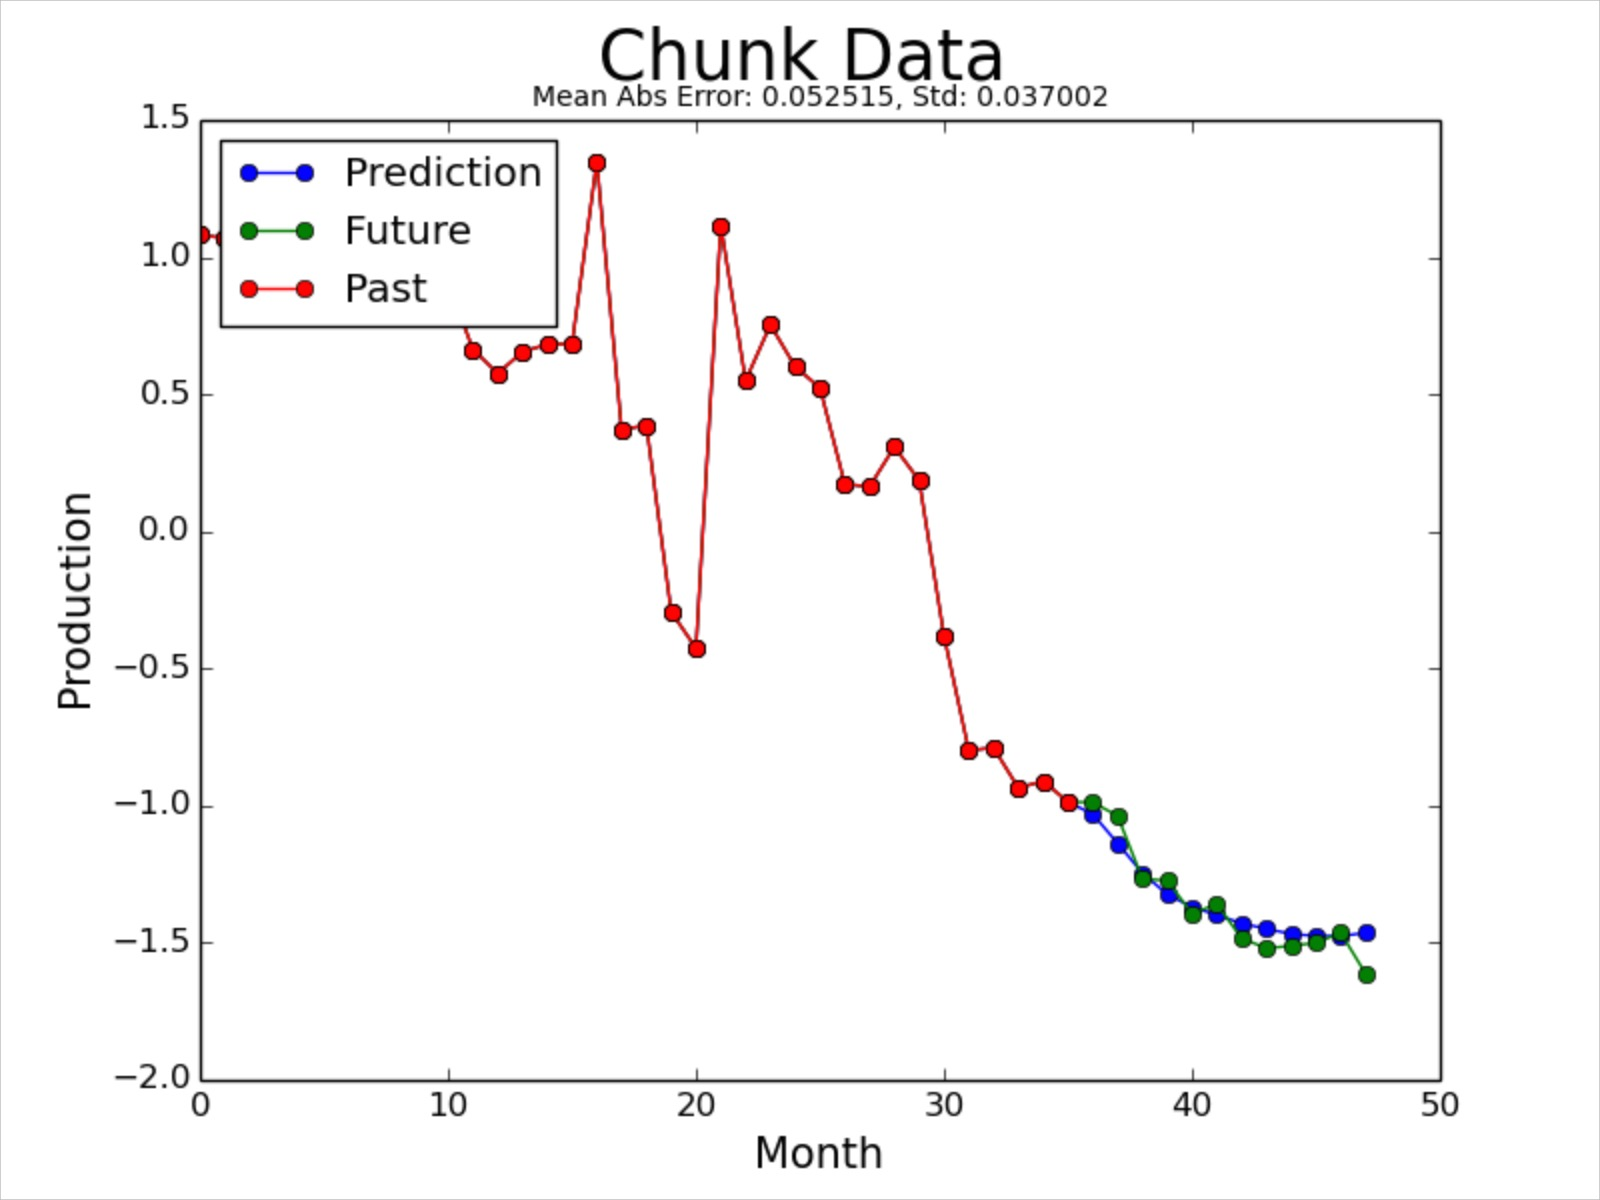 Chunk Data
Mean Abs Error: 0.052515, Std: 0.037002
1.5
1.0
0.5
0.0
−0.5
−1.0
−1.5
−2.0
Prediction
Future
Past
Production
0 10 20 30 40 50
Month